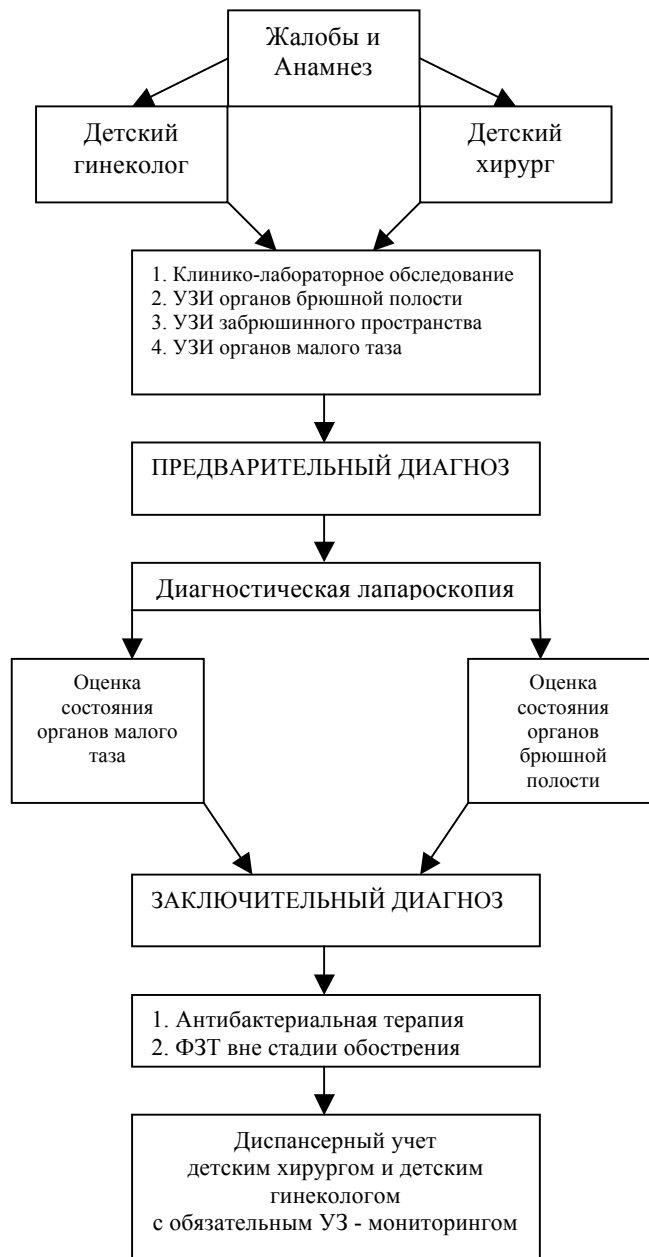 Жалобы и
Анамнез
Детский
гинеколог
Детский
хирург
1. Клинико-лабораторное обследование
2. УЗИ органов брюшной полости
3. УЗИ забрюшинного пространства
4. УЗИ органов малого таза
ПРЕДВАРИТЕЛЬНЫЙ ДИАГНОЗ
Диагностическая лапароскопия
Оценка
состояния
органов малого
таза
Оценка
состояния
органов
брюшной
полости
ЗАКЛЮЧИТЕЛЬНЫЙ ДИАГНОЗ
1. Антибактериальная терапия
2. ФЗТ вне стадии обострения
Диспансерный учет
детским хирургом и детским
гинекологом
с обязательным УЗ - мониторингом